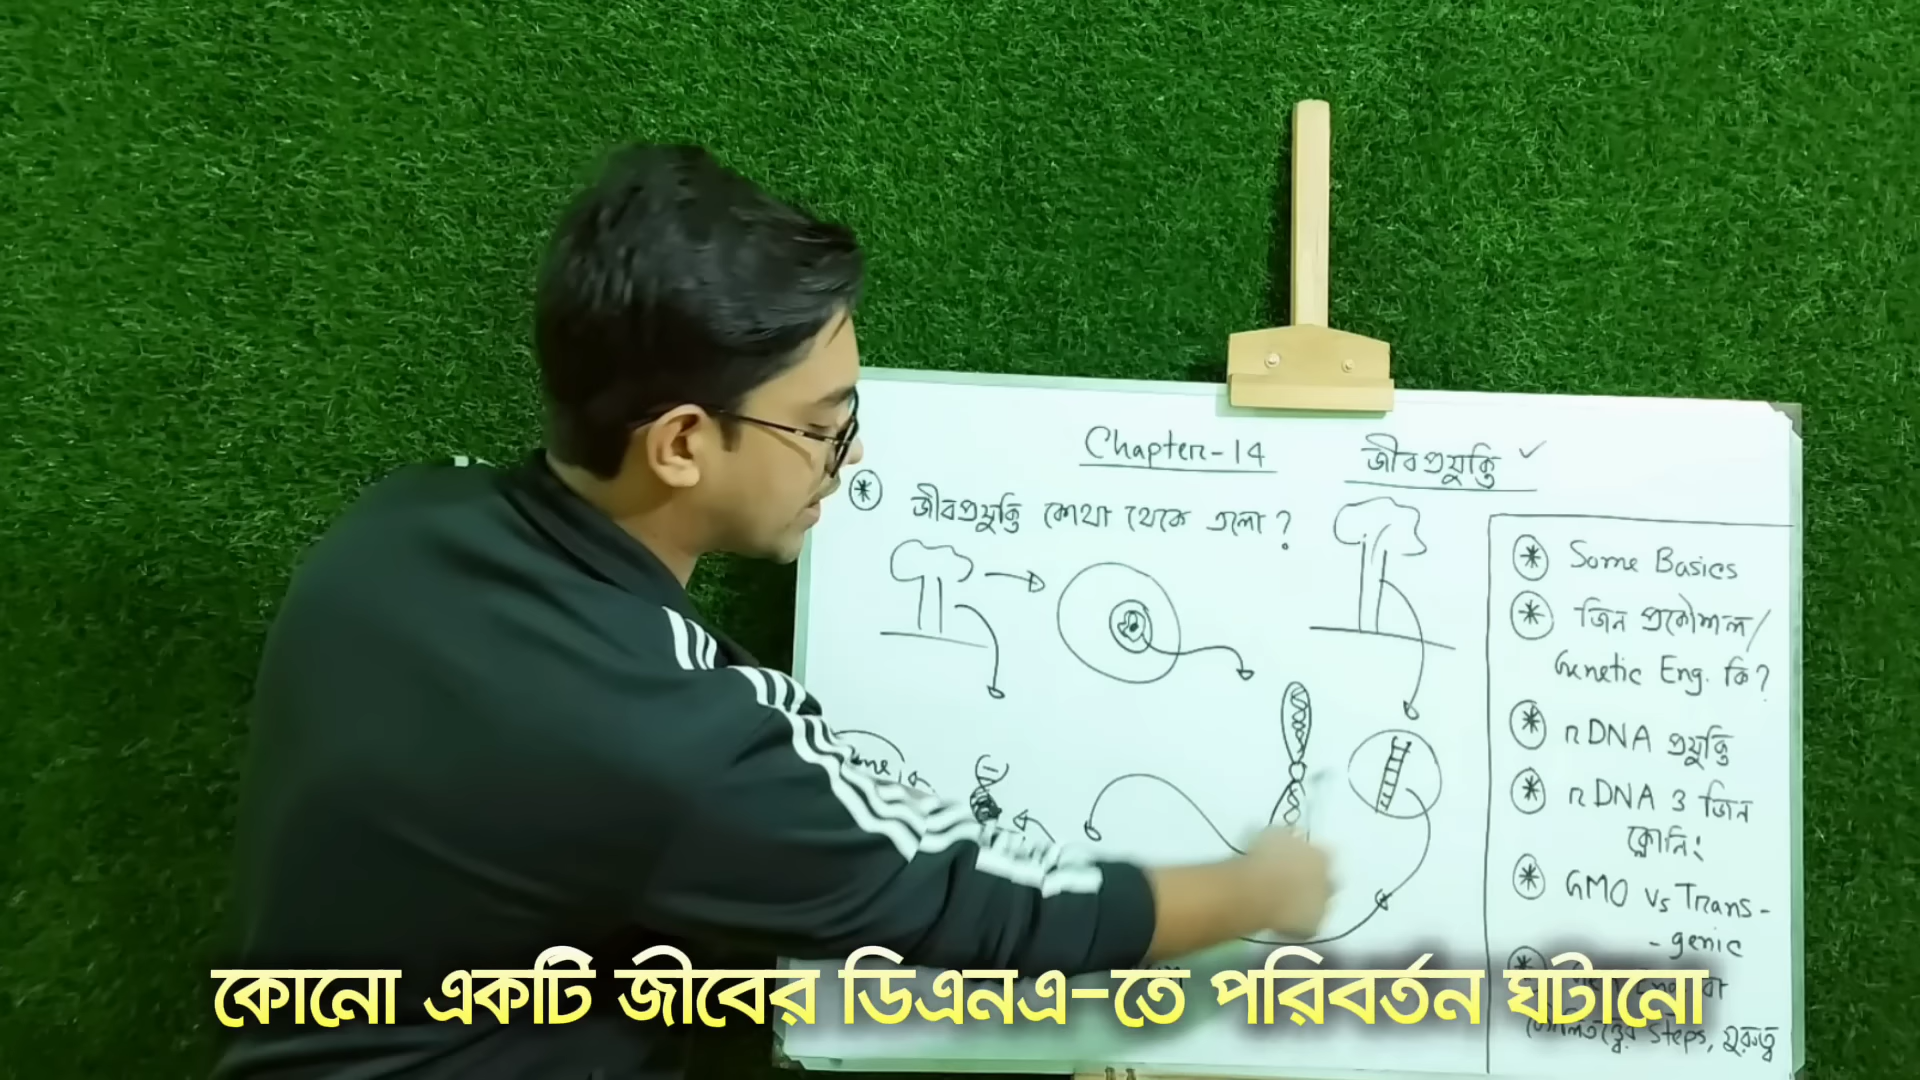 Chapter-14
জীবপ্রযুক্তি ✓
জীবপ্রযুক্তি কোথা থেকে এলো?
Some Basics
জিন প্রকৌশল/
Genetic Eng. কি?
rDNA প্রযুক্তি
rDNA ও জিন
ক্লোনিং
GMO vs Trans-
-genic
Steps, গুরুত্ব
কোনো একটি জীবের ডিএনএ-তে পরিবর্তন ঘটানো